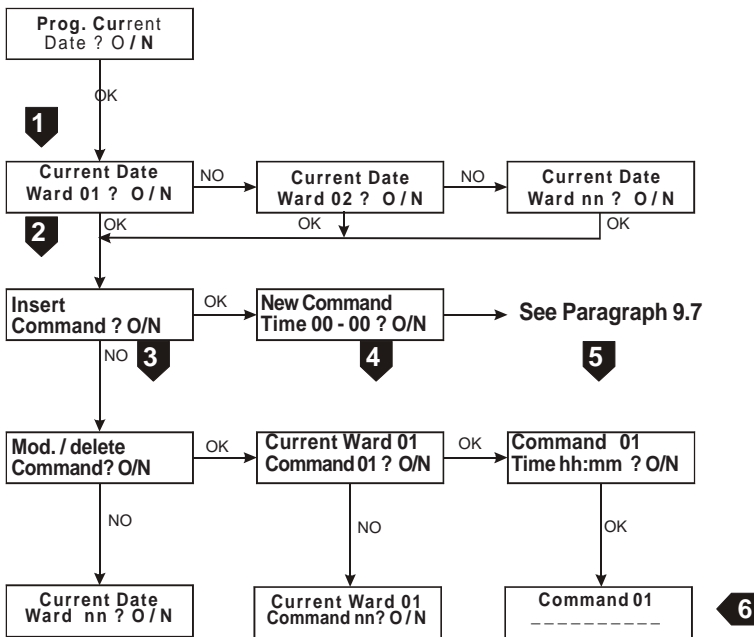 Prog. Current
Date ? O / N
OK
1
Current Date
Ward 01 ? O / N
NO
Current Date
Ward 02 ? O / N
NO
Current Date
Ward nn ? O / N
2
OK
OK
OK
Insert
Command ? O/N
OK
New Command
Time 00 - 00 ? O/N
See Paragraph 9.7
NO
3
4
5
Mod. / delete
Command? O/N
OK
Current Ward 01
Command 01 ? O/N
OK
Command 01
Time hh:mm ? O/N
NO
NO
OK
Current Date
Ward nn ? O / N
Current Ward 01
Command nn? O / N
Command 01
_ _ _ _ _ _ _ _ _ _
6